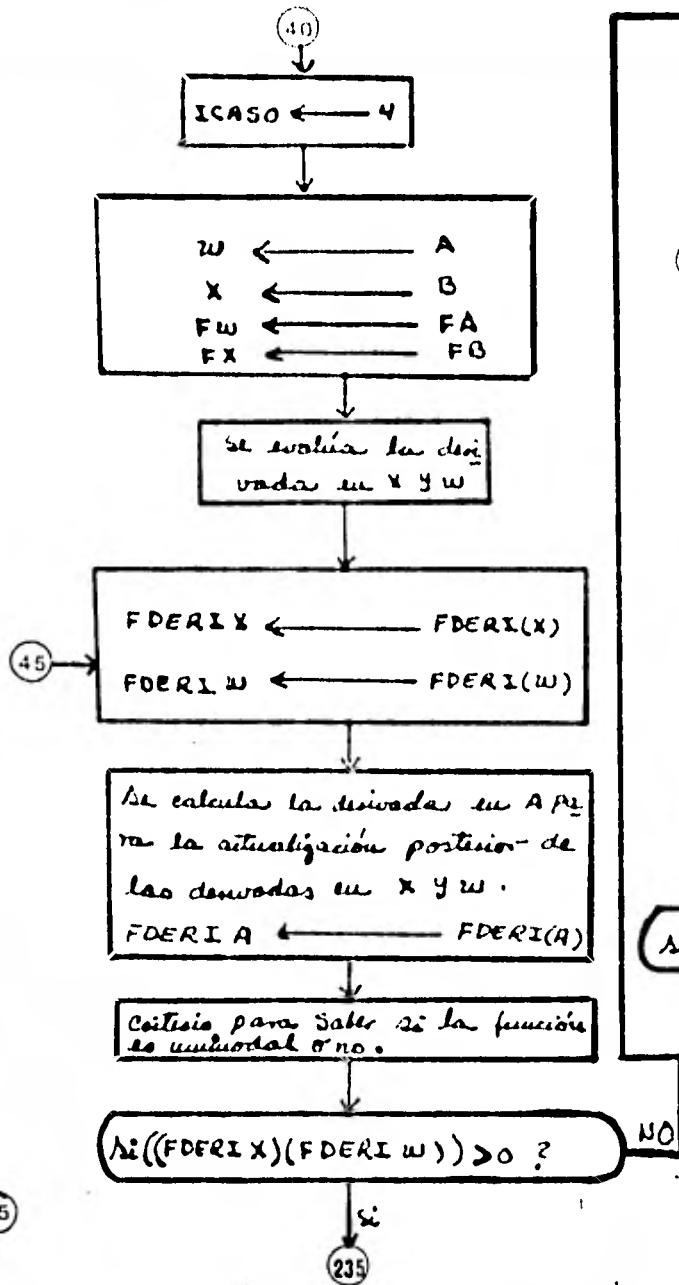 40
ICASO ← 4
W ← A
X ← B
FW ← FA
FX ← FB
Se evalúa la deri
vada en X y W
FDERI X ← FDERI(X)
45
FDERI W ← FDERI(W)
Se calcula la derivada en A pa
ra la actualización posterior de
las derivadas en X y W.
FDERI A ← FDERI(A)
Criterio para Saber si la función
es unimodal o no.
Si((FDERI X)(FDERI W)) > 0 ?
NO
Si
235
5